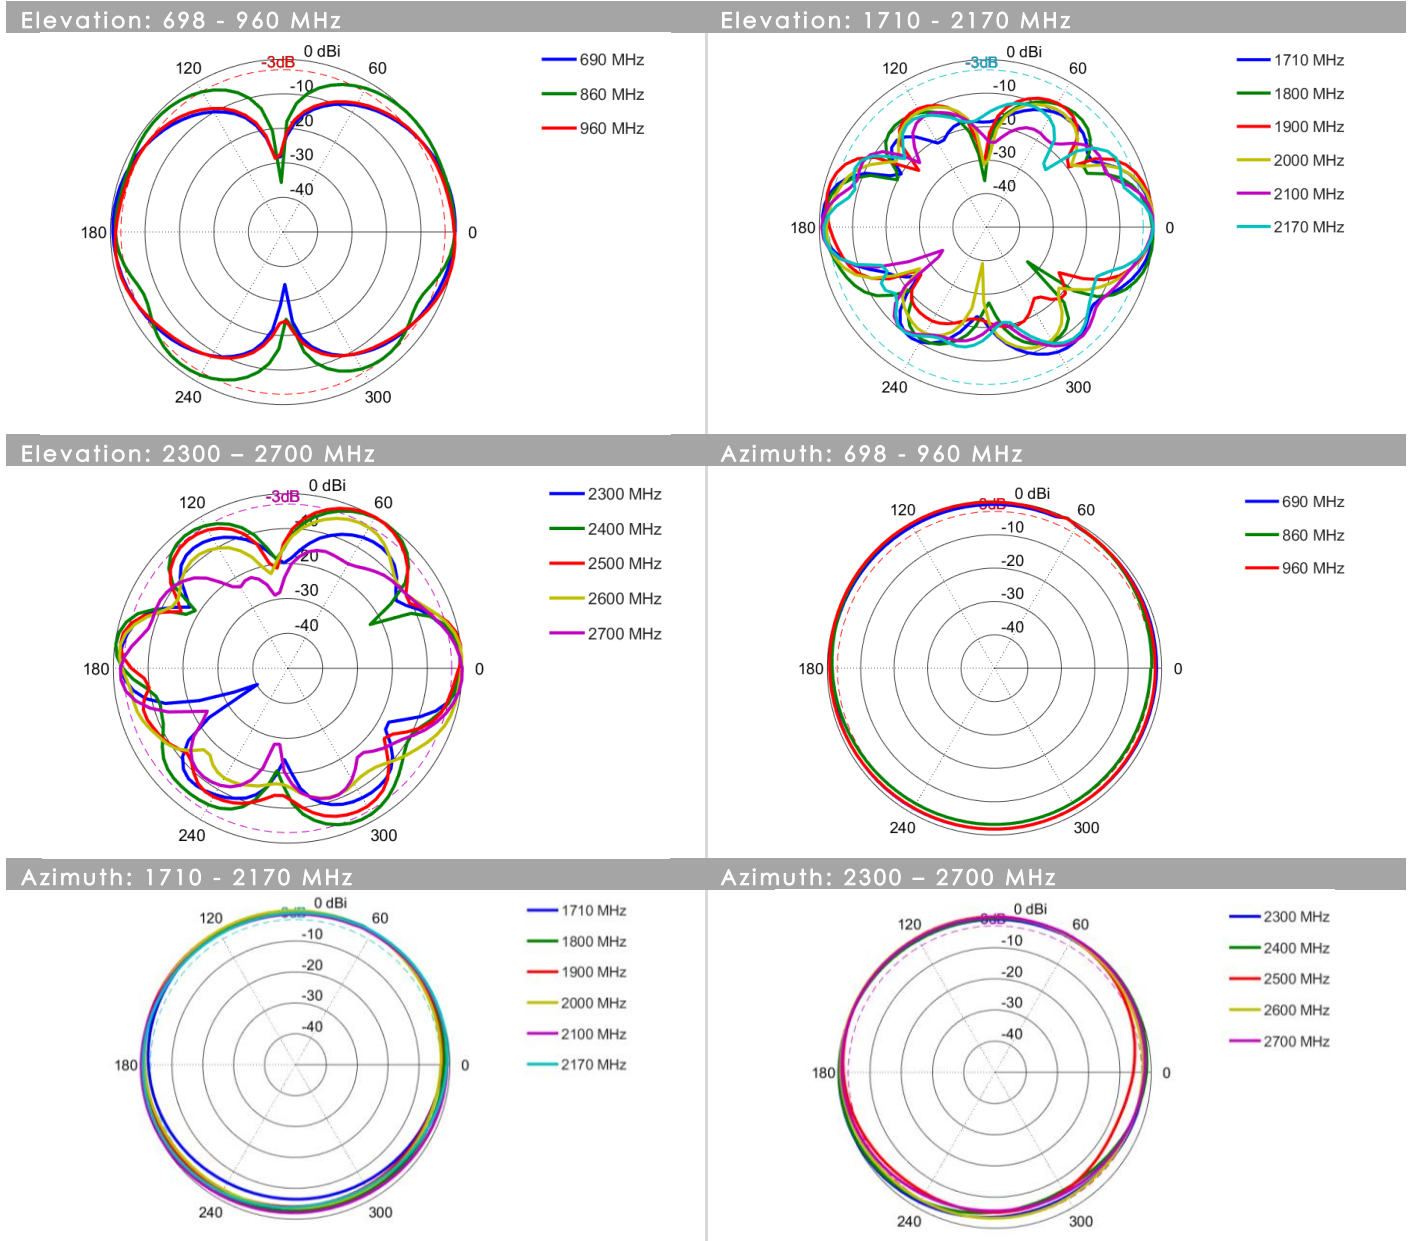 Elevation: 698 - 960 MHz
0 dBi
-3dB
120
60
-10
-20
-30
-40
180
0
240
300
690 MHz
860 MHz
960 MHz
Elevation: 1710 - 2170 MHz
0 dBi
-3dB
120
60
-10
-30
-40
180
0
240
300
1710 MHz
1800 MHz
1900 MHz
2000 MHz
2100 MHz
2170 MHz
Elevation: 2300 – 2700 MHz
0 dBi
-3dB
120
60
-20
-30
-40
180
0
240
300
2300 MHz
2400 MHz
2500 MHz
2600 MHz
2700 MHz
Azimuth: 698 - 960 MHz
0 dBi
-3dB
120
60
-10
-20
-30
-40
180
0
240
300
690 MHz
860 MHz
960 MHz
Azimuth: 1710 - 2170 MHz
0 dBi
120
60
-10
-20
-30
-40
180
0
240
300
1710 MHz
1800 MHz
1900 MHz
2000 MHz
2100 MHz
2170 MHz
Azimuth: 2300 – 2700 MHz
0 dBi
120
60
-10
-20
-30
-40
180
0
240
300
2300 MHz
2400 MHz
2500 MHz
2600 MHz
2700 MHz